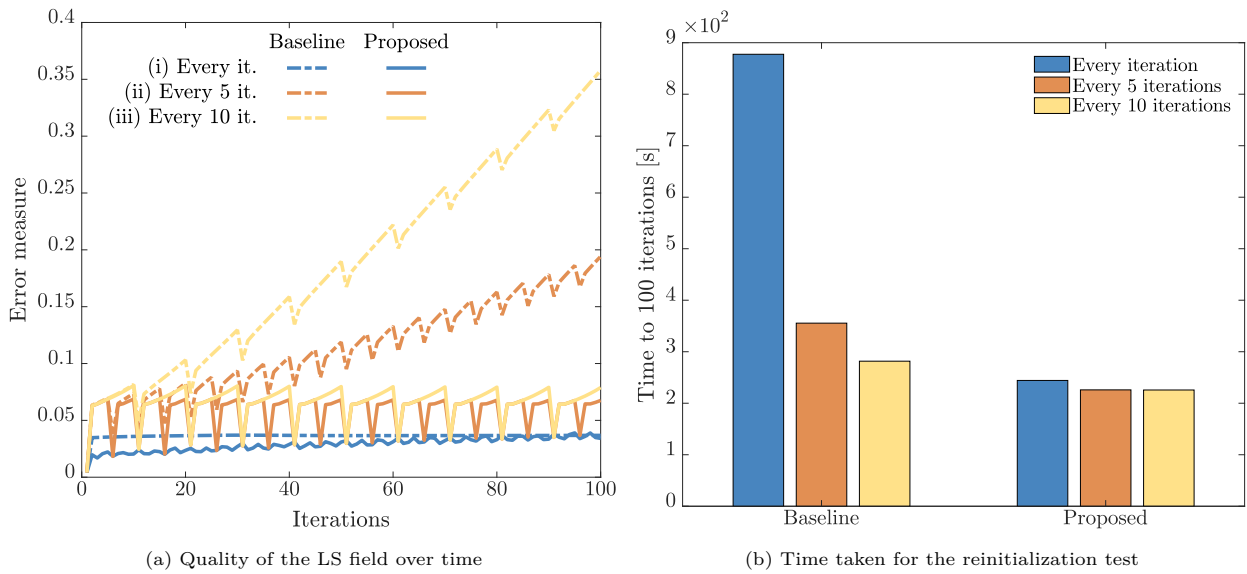 Baseline Proposed
(i) Every it.
(ii) Every 5 it.
(iii) Every 10 it.
0.4
0.35
0.3
0.25
0.2
0.15
0.1
0.05
0
Error measure
0 20 40 60 80 100
Iterations
(a) Quality of the LS field over time
×10²
9
8
7
6
5
4
3
2
1
0
Time to 100 iterations [s]
Every iteration
Every 5 iterations
Every 10 iterations
Baseline Proposed
(b) Time taken for the reinitialization test